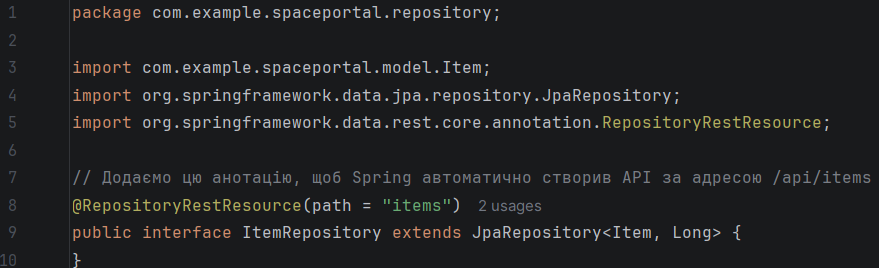 1 package com.example.spaceportal.repository;
2
3 import com.example.spaceportal.model.Item;
4 import org.springframework.data.jpa.repository.JpaRepository;
5 import org.springframework.data.rest.core.annotation.RepositoryRestResource;
6
7 // Додаємо цю анотацію, щоб Spring автоматично створив API за адресою /api/items
8 @RepositoryRestResource(path = "items") 2 usages
9 public interface ItemRepository extends JpaRepository<Item, Long> {
10 }